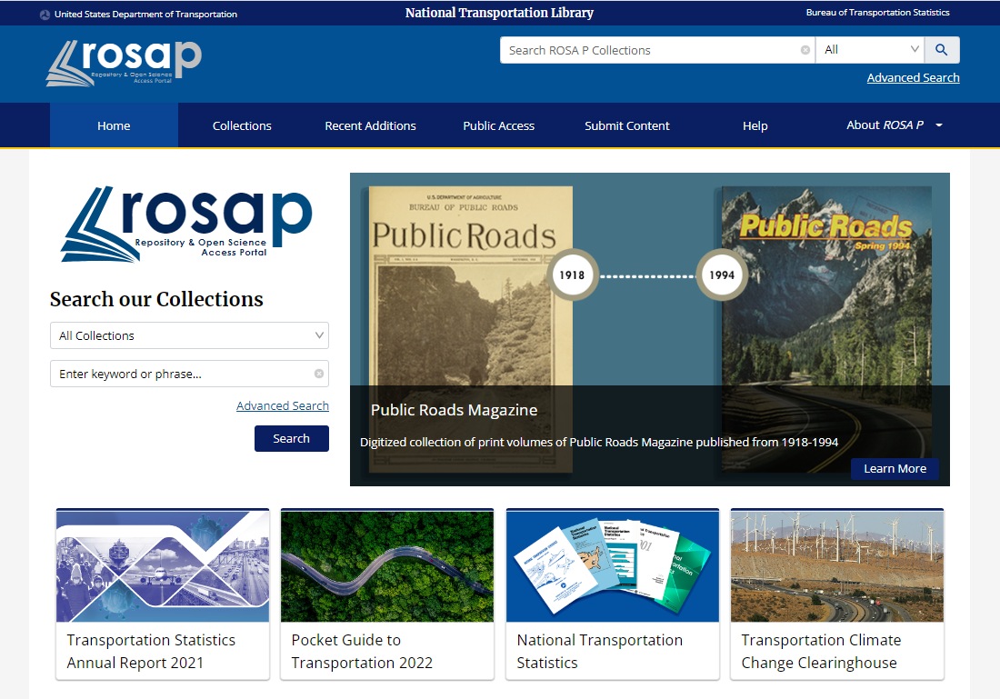 United States Department of Transportation
National Transportation Library
Bureau of Transportation Statistics
rosap
Repository & Open Science
Access Portal
Search ROSA P Collections
All
Advanced Search
Home
Collections
Recent Additions
Public Access
Submit Content
Help
About ROSA P
rosap
Repository & Open Science
Access Portal
Search our Collections
All Collections
Enter keyword or phrase...
Advanced Search
Search
U.S. DEPARTMENT OF AGRICULTURE
BUREAU OF PUBLIC ROADS
Public Roads
1918
1994
Public Roads
Spring 1994
Public Roads Magazine
Digitized collection of print volumes of Public Roads Magazine published from 1918-1994
Learn More
Transportation Statistics
Annual Report 2021
Pocket Guide to
Transportation 2022
National
Transportation
Statistics
National Transportation
Statistics
Transportation Climate
Change Clearinghouse